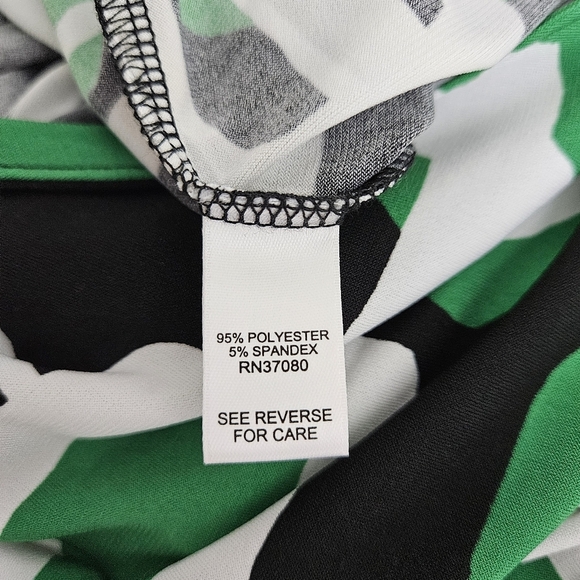 95% POLYESTER
5% SPANDEX
RN37080
SEE REVERSE
FOR CARE